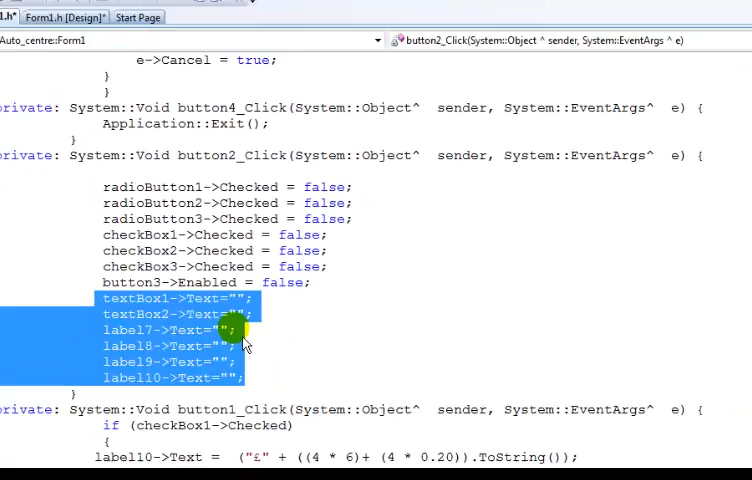 1.h* Form1.h [Design]* Start Page
Auto_centre::Form1 button2_Click(System::Object ^ sender, System::EventArgs ^ e)
e->Cancel = true;
}
}
private: System::Void button4_Click(System::Object^ sender, System::EventArgs^ e) {
Application::Exit();
}
private: System::Void button2_Click(System::Object^ sender, System::EventArgs^ e) {
radioButton1->Checked = false;
radioButton2->Checked = false;
radioButton3->Checked = false;
checkBox1->Checked = false;
checkBox2->Checked = false;
checkBox3->Checked = false;
button3->Enabled = false;
textBox1->Text="";
textBox2->Text="";
label7->Text="";
label8->Text="";
label9->Text="";
label10->Text="";
}
private: System::Void button1_Click(System::Object^ sender, System::EventArgs^ e) {
if (checkBox1->Checked)
{
label10->Text = ("£" + ((4 * 6)+ (4 * 0.20)).ToString());